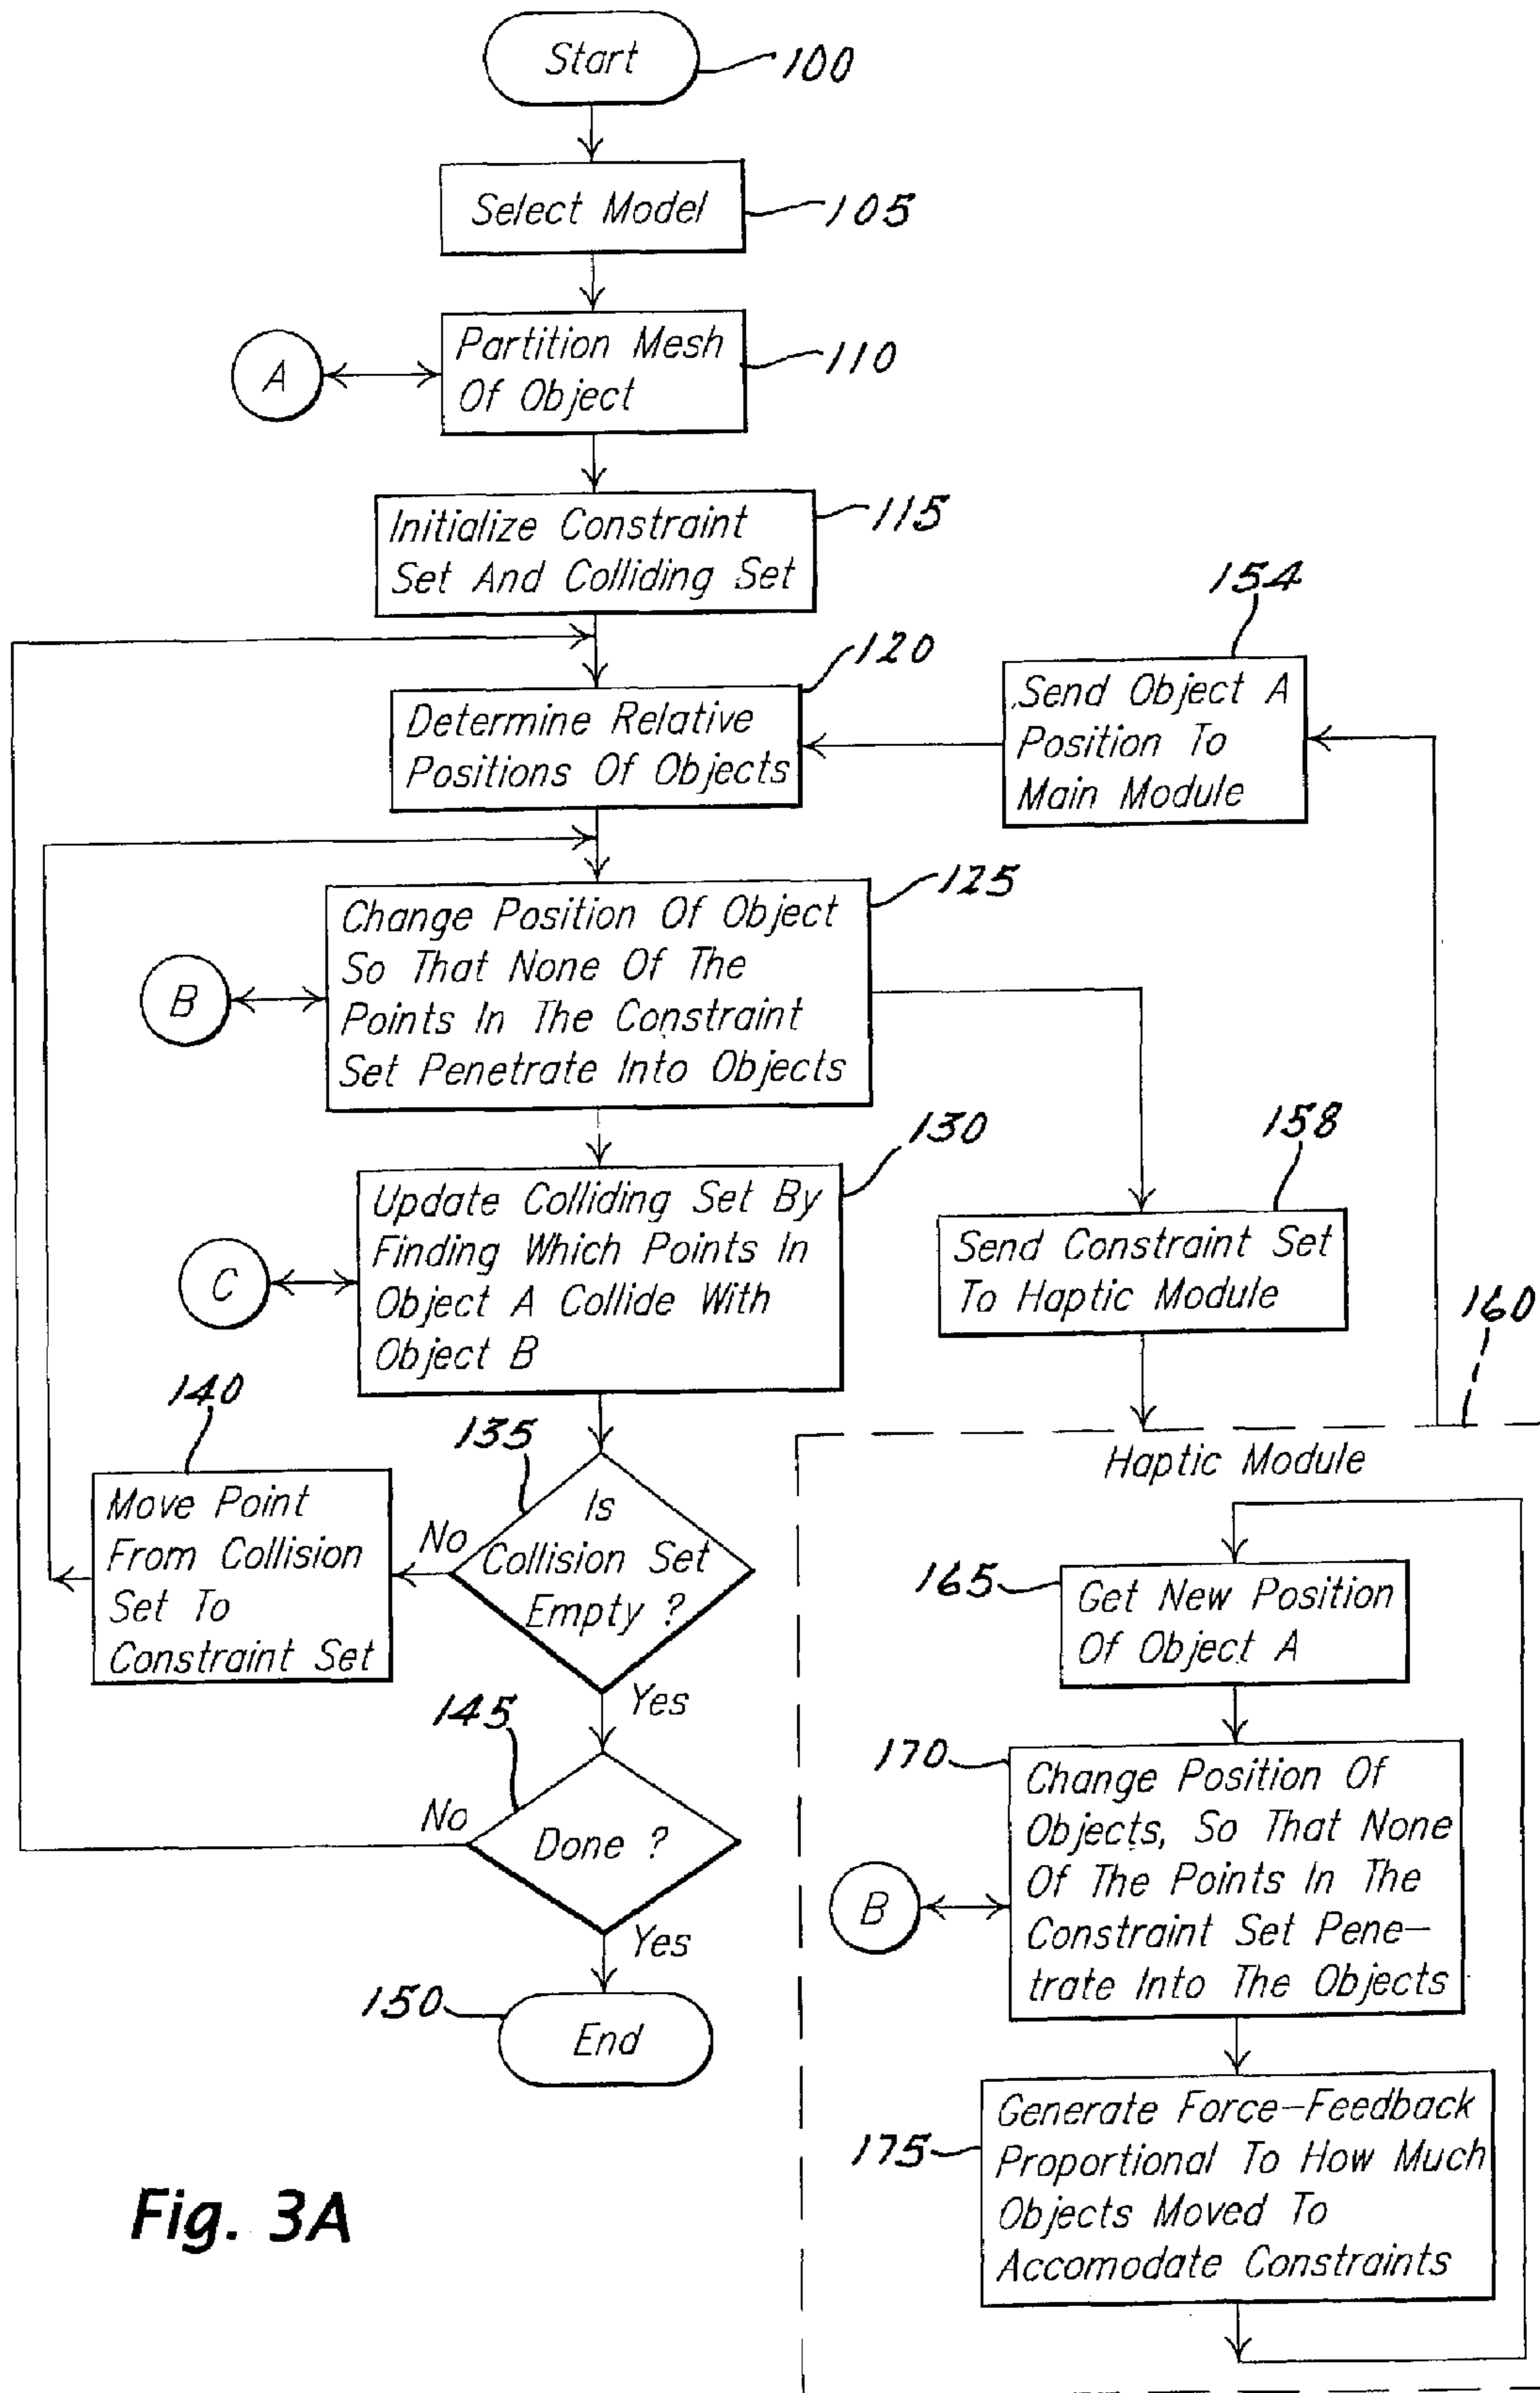 Start
100
Select Model
105
Partition Mesh
Of Object
110
A
Initialize Constraint
Set And Colliding Set
115
154
120
Determine Relative
Positions Of Objects
Send Object A
Position To
Main Module
125
Change Position Of Object
So That None Of The
Points In The Constraint
Set Penetrate Into Objects
B
130
158
Update Colliding Set By
Finding Which Points In
Object A Collide With
Object B
C
Send Constraint Set
To Haptic Module
160
140
135
Haptic Module
Move Point
From Collision
Set To
Constraint Set
No
Is
Collision Set
Empty ?
Yes
165
Get New Position
Of Object A
145
No
Done ?
Yes
170
Change Position Of
Objects, So That None
Of The Points In The
Constraint Set Pene-
trate Into The Objects
B
150
End
175
Generate Force-Feedback
Proportional To How Much
Objects Moved To
Accomodate Constraints
Fig. 3A